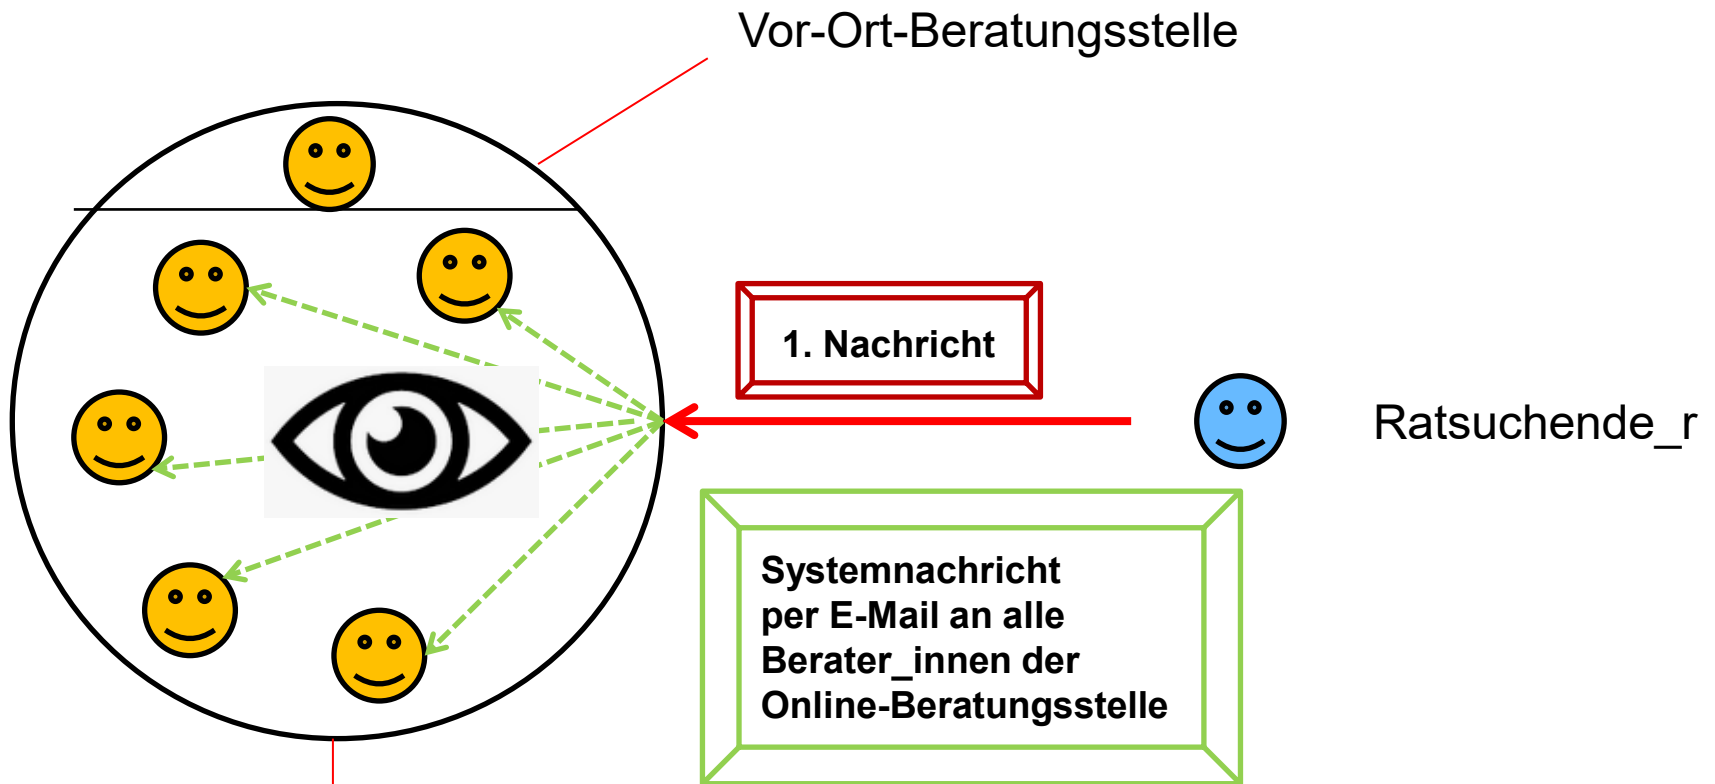 Vor-Ort-Beratungsstelle
1. Nachricht
Ratsuchende_r
Systemnachricht
per E-Mail an alle
Berater_innen der
Online-Beratungsstelle